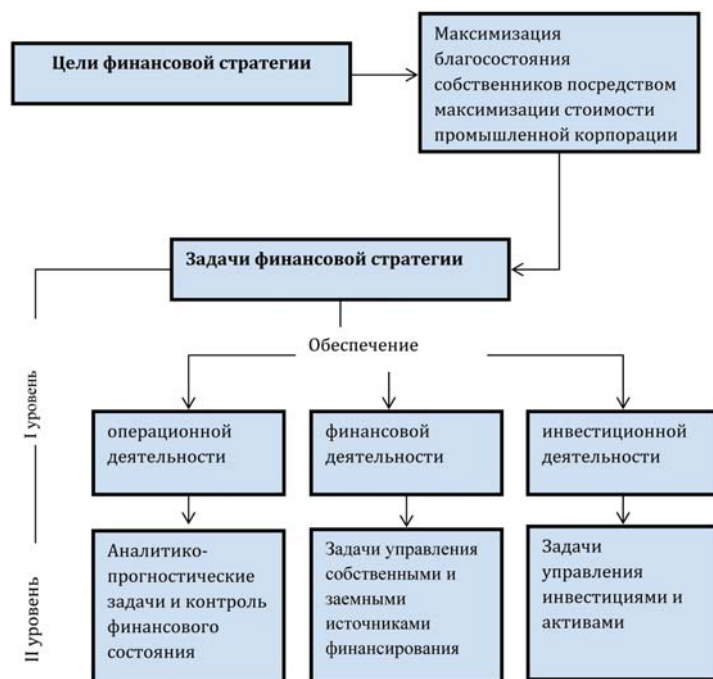 Цели финансовой стратегии
Максимизация
благосостояния
собственников посредством
максимизации стоимости
промышленной корпорации
Задачи финансовой стратегии
Обеспечение
I уровень
операционной
деятельности
финансовой
деятельности
инвестиционной
деятельности
II уровень
Аналитико-
прогностические
задачи и контроль
финансового
состояния
Задачи управления
собственными и
заемными
источниками
финансирования
Задачи
управления
инвестициями и
активами